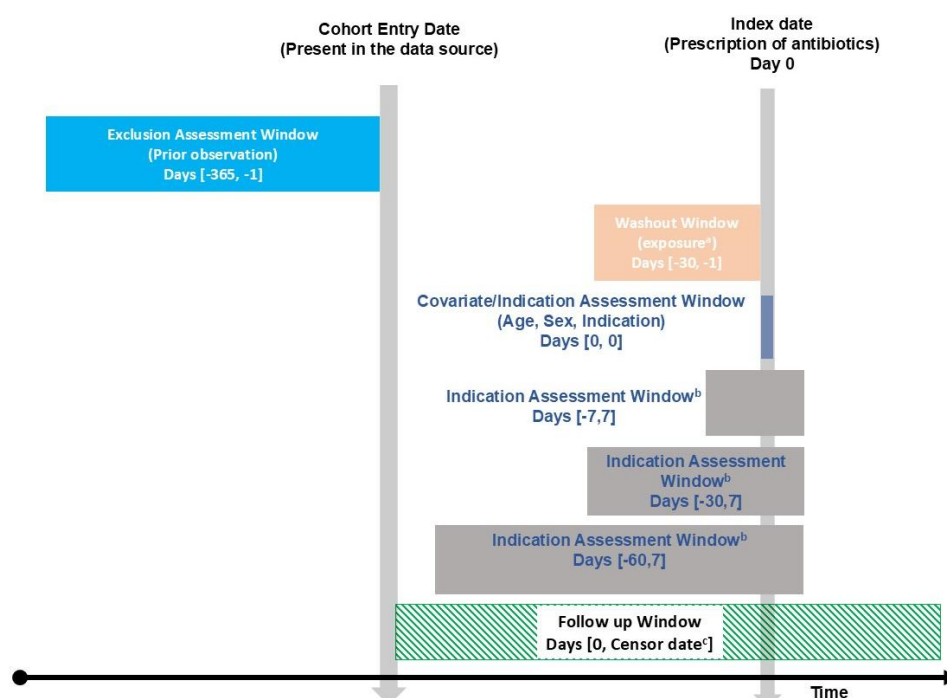 Cohort Entry Date
(Present in the data source)
Index date
(Prescription of antibiotics)
Day 0
Exclusion Assessment Window
(Prior observation)
Days [-365, -1]
Washout Window
(exposureᵃ)
Days [-30, -1]
Covariate/Indication Assessment Window
(Age, Sex, Indication)
Days [0, 0]
Indication Assessment Windowᵇ
Days [-7,7]
Indication Assessment
Windowᵇ
Days [-30,7]
Indication Assessment Windowᵇ
Days [-60,7]
Follow up Window
Days [0, Censor dateᶜ]
Time